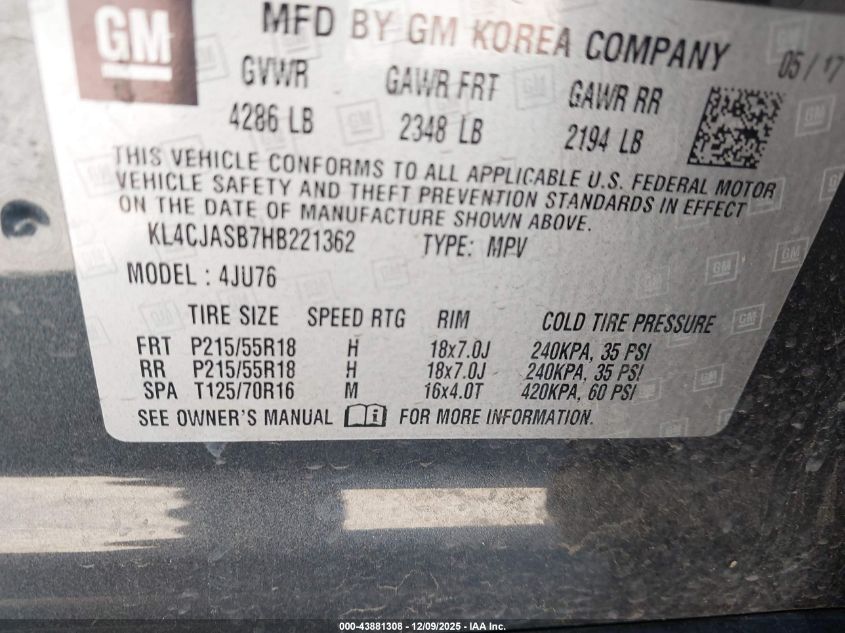 GM
MFD BY GM KOREA COMPANY 05/17
GVWR GAWR FRT GAWR RR
4286 LB 2348 LB 2194 LB
THIS VEHICLE CONFORMS TO ALL APPLICABLE U.S. FEDERAL MOTOR
VEHICLE SAFETY AND THEFT PREVENTION STANDARDS IN EFFECT
ON THE DATE OF MANUFACTURE SHOWN ABOVE.
KL4CJASB7HB221362 TYPE: MPV
MODEL : 4JU76
TIRE SIZE SPEED RTG RIM COLD TIRE PRESSURE
FRT P215/55R18 H 18x7.0J 240KPA, 35 PSI
RR P215/55R18 H 18x7.0J 240KPA, 35 PSI
SPA T125/70R16 M 16x4.0T 420KPA, 60 PSI
SEE OWNER'S MANUAL FOR MORE INFORMATION.
000-43881308 - 12/09/2025 - IAA Inc.